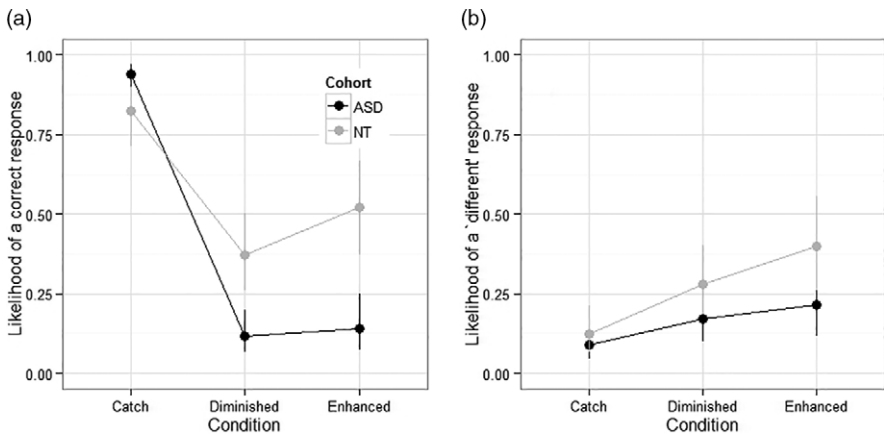 (a)
Likelihood of a correct response
1.00
0.75
0.50
0.25
0.00
Cohort
ASD
NT
Catch Diminished Enhanced
Condition
(b)
Likelihood of a `different' response
1.00
0.75
0.50
0.25
0.00
Catch Diminished Enhanced
Condition